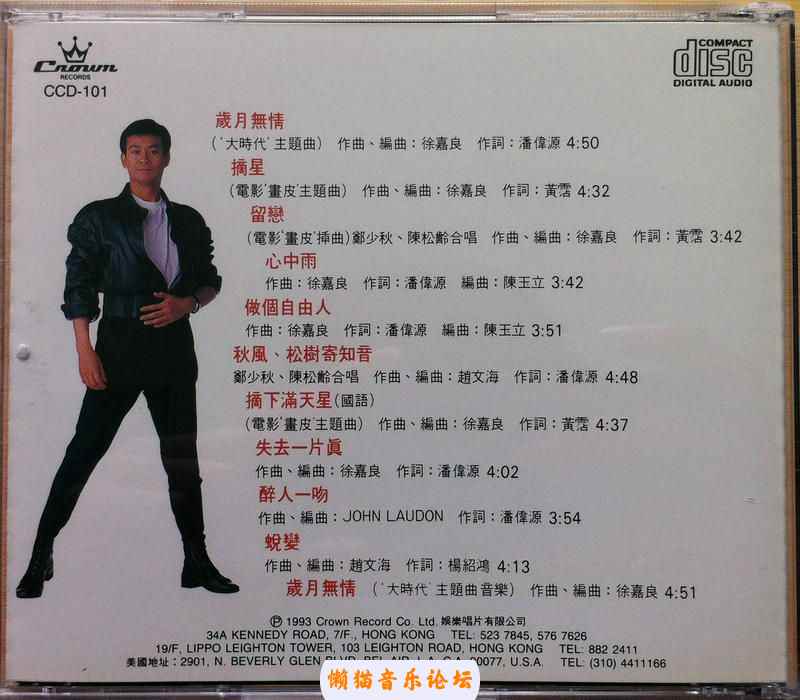 Crown
RECORDS
CCD-101
COMPACT
disc
DIGITAL AUDIO
歲月無情
(“大時代”主題曲) 作曲、編曲：徐嘉良 作詞：潘偉源 4:50
摘星
(電影“畫皮”主題曲) 作曲、編曲：徐嘉良 作詞：黃霑 4:32
留戀
(電影“畫皮”挿曲)鄭少秋、陳松齡合唱 作曲、編曲：徐嘉良 作詞：黃霑 3:42
心中雨
作曲：徐嘉良 作詞：潘偉源 編曲：陳玉立 3:42
做個自由人
作曲：徐嘉良 作詞：潘偉源 編曲：陳玉立 3:51
秋風、松樹寄知音
鄭少秋、陳松齡合唱 作曲、編曲：趙文海 作詞：潘偉源 4:48
摘下滿天星(國語)
(電影“畫皮”主題曲) 作曲、編曲：徐嘉良 作詞：黃霑 4:37
失去一片眞
作曲、編曲：徐嘉良 作詞：潘偉源 4:02
醉人一吻
作曲、編曲：JOHN LAUDON 作詞：潘偉源 3:54
蛻變
作曲、編曲：趙文海 作詞：楊紹鴻 4:13
歲月無情 (“大時代”主題曲音樂) 作曲、編曲：徐嘉良 4:51
Ⓟ 1993 Crown Record Co. Ltd. 娛樂唱片有限公司
34A KENNEDY ROAD, 7/F., HONG KONG TEL: 523 7845, 576 7626
19/F, LIPPO LEIGHTON TOWER, 103 LEIGHTON ROAD, HONG KONG TEL: 882 2411
美國地址：2901, N. BEVERLY GLEN BLVD, BEL AIR, L.A. C.A. 90077, U.S.A. TEL: (310) 4411166
懒猫音乐论坛